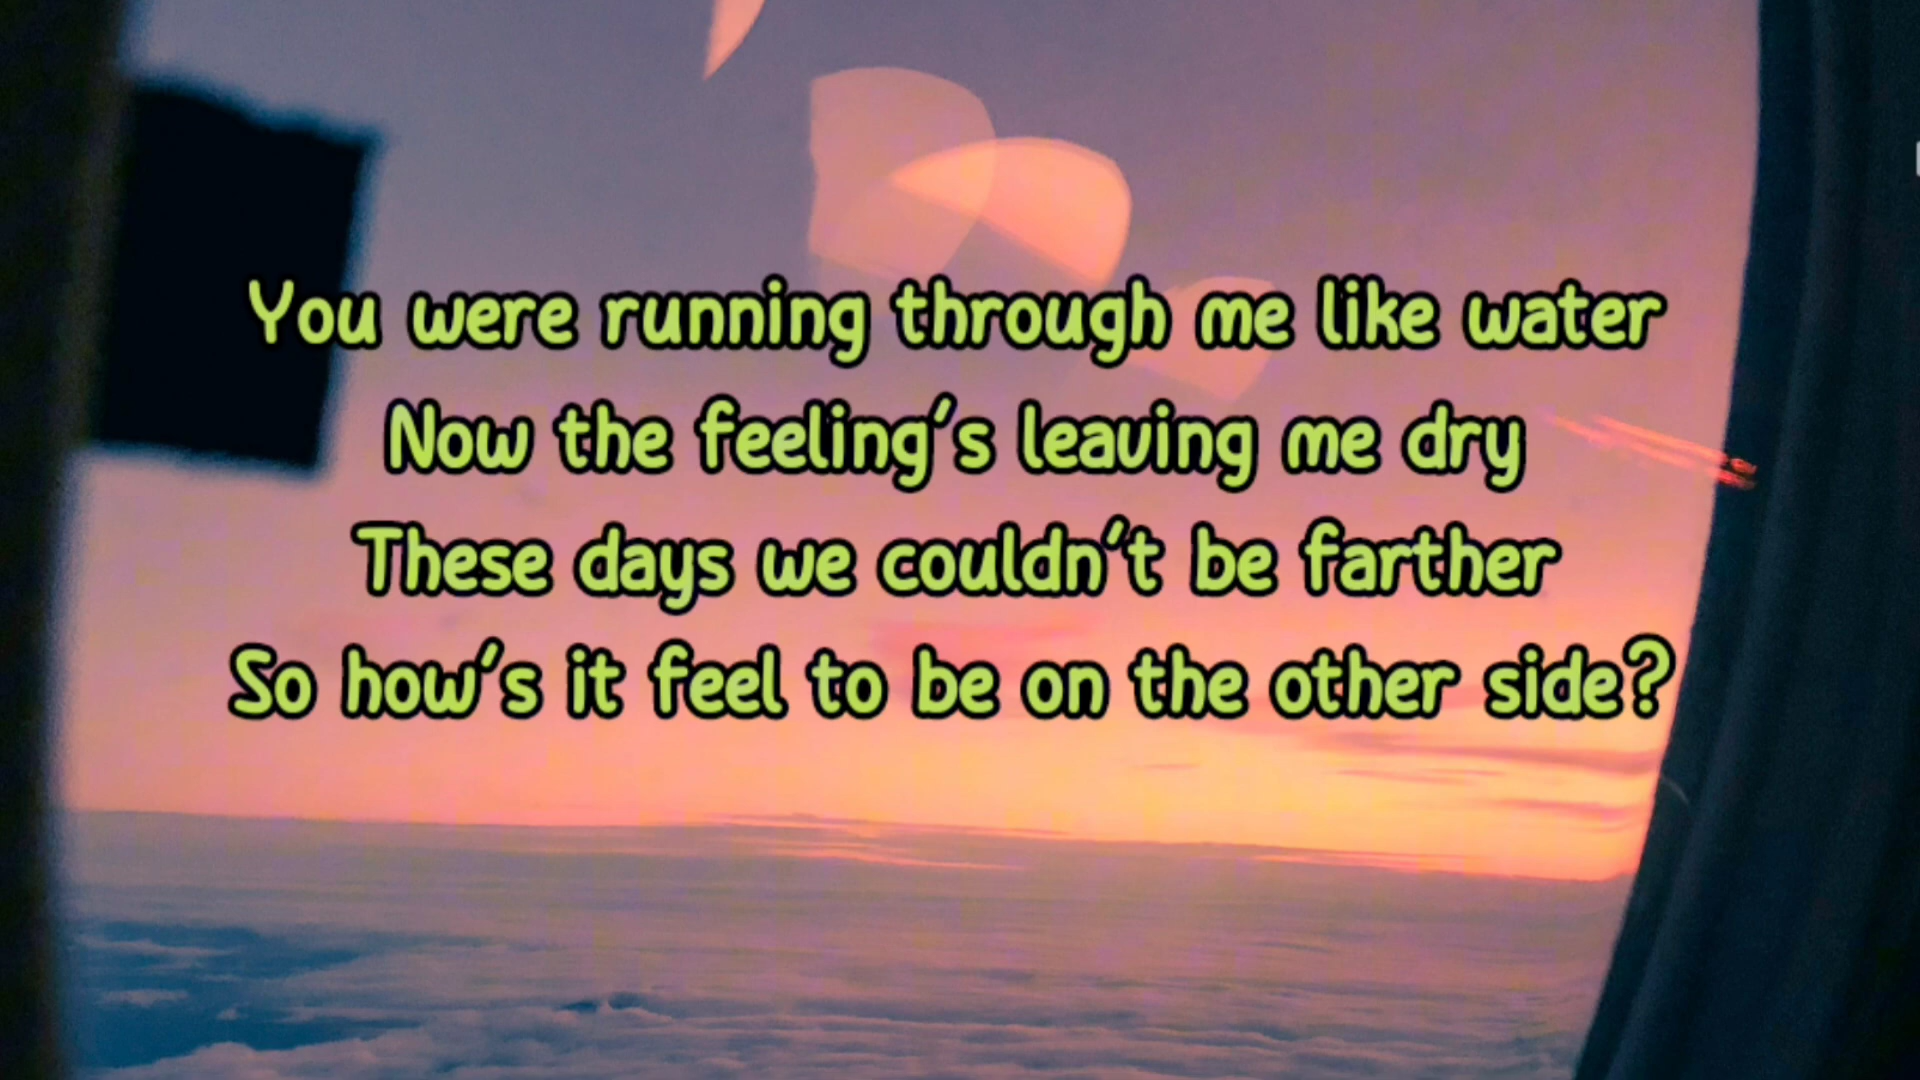 You were running through me like water
Now the feeling's leaving me dry
These days we couldn't be farther
So how's it feel to be on the other side?